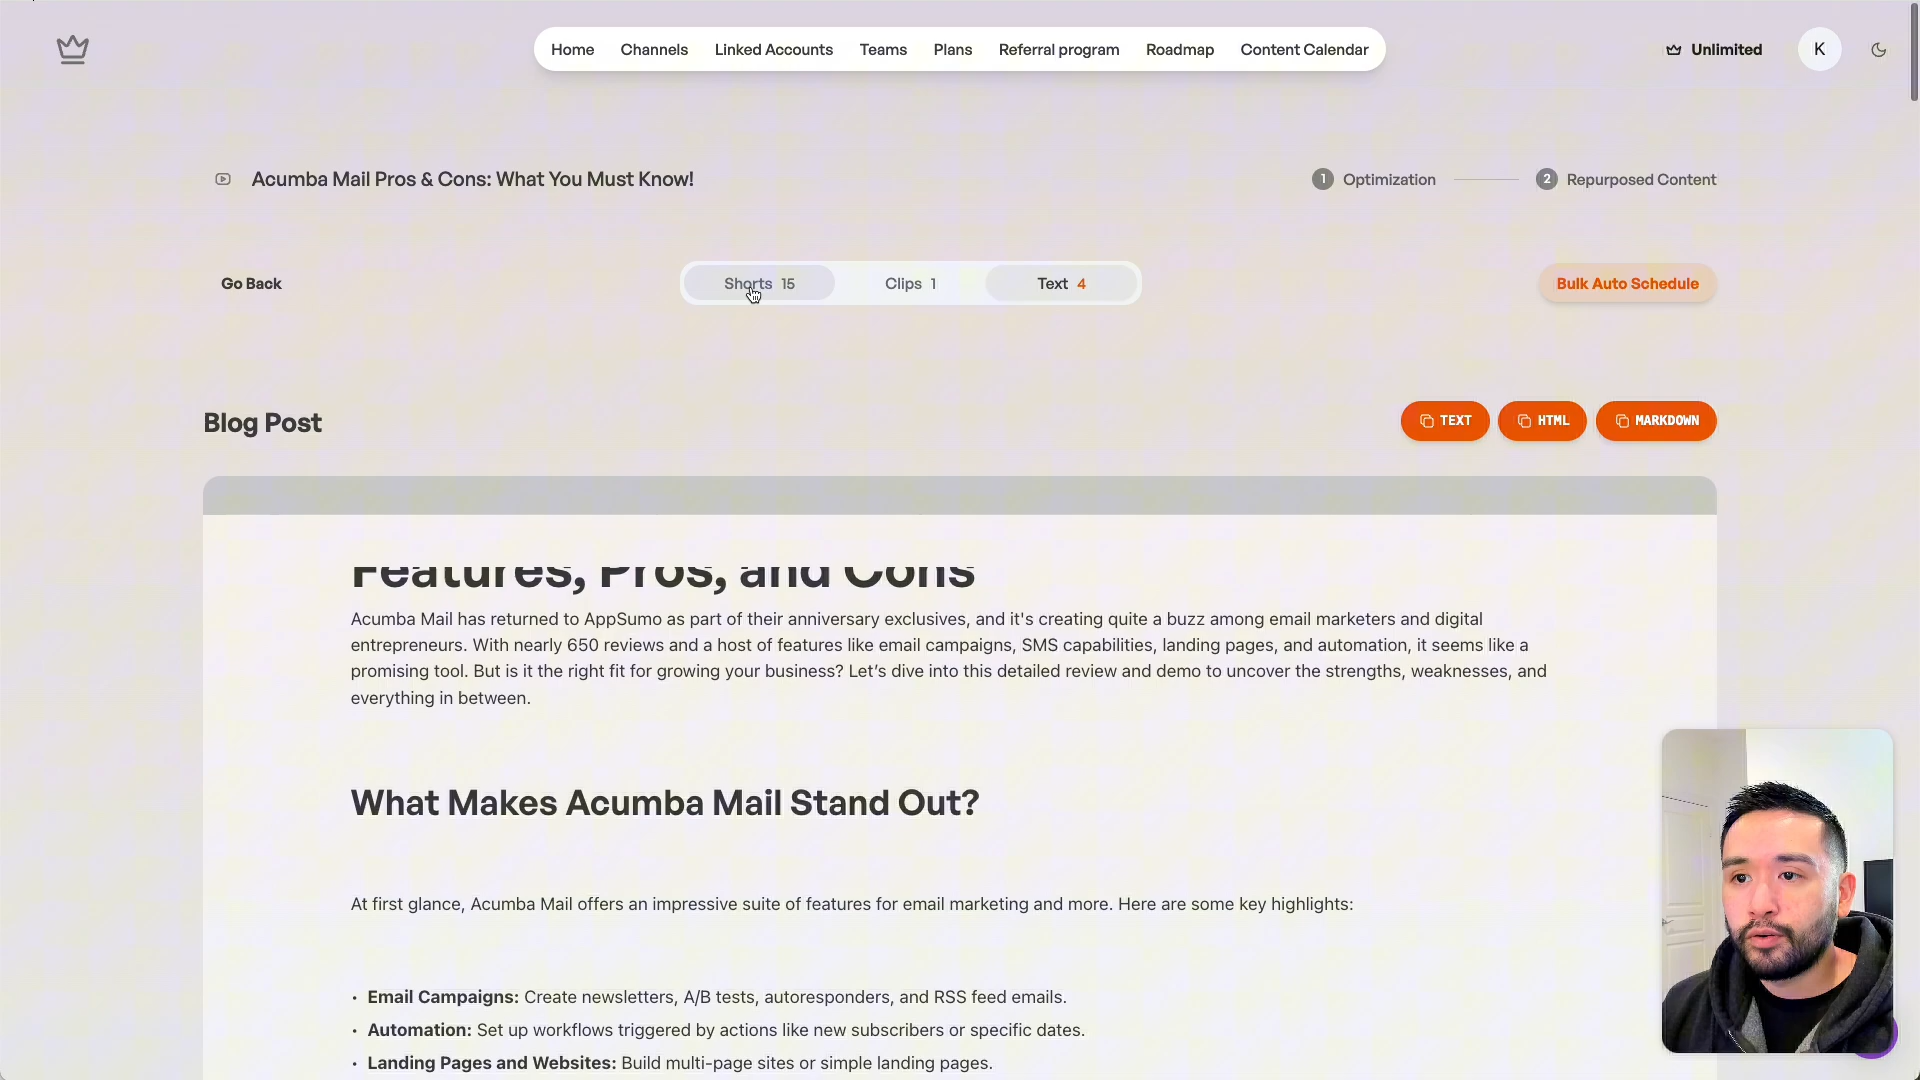 Home Channels Linked Accounts Teams Plans Referral program Roadmap Content Calendar
Unlimited
K
Acumba Mail Pros & Cons: What You Must Know!
1 Optimization
2 Repurposed Content
Go Back
Shorts 15
Clips 1
Text 4
Bulk Auto Schedule
Blog Post
TEXT
HTML
MARKDOWN
Features, Pros, and Cons
Acumba Mail has returned to AppSumo as part of their anniversary exclusives, and it's creating quite a buzz among email marketers and digital
entrepreneurs. With nearly 650 reviews and a host of features like email campaigns, SMS capabilities, landing pages, and automation, it seems like a
promising tool. But is it the right fit for growing your business? Let’s dive into this detailed review and demo to uncover the strengths, weaknesses, and
everything in between.
What Makes Acumba Mail Stand Out?
At first glance, Acumba Mail offers an impressive suite of features for email marketing and more. Here are some key highlights:
• Email Campaigns: Create newsletters, A/B tests, autoresponders, and RSS feed emails.
• Automation: Set up workflows triggered by actions like new subscribers or specific dates.
• Landing Pages and Websites: Build multi-page sites or simple landing pages.